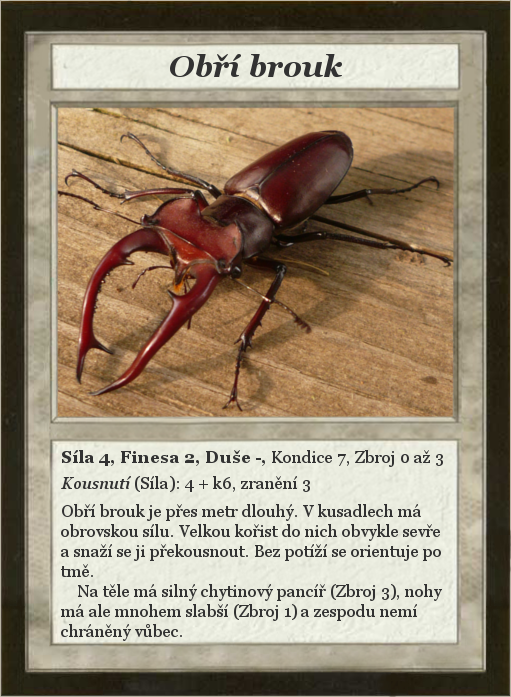 Obří brouk
Síla 4, Finesa 2, Duše -, Kondice 7, Zbroj 0 až 3
Kousnutí (Síla): 4 + k6, zranění 3
Obří brouk je přes metr dlouhý. V kusadlech má
obrovskou sílu. Velkou kořist do nich obvykle sevře
a snaží se ji překousnout. Bez potíží se orientuje po
tmě.
Na těle má silný chytinový pancíř (Zbroj 3), nohy
má ale mnohem slabší (Zbroj 1) a zespodu nemí
chráněný vůbec.